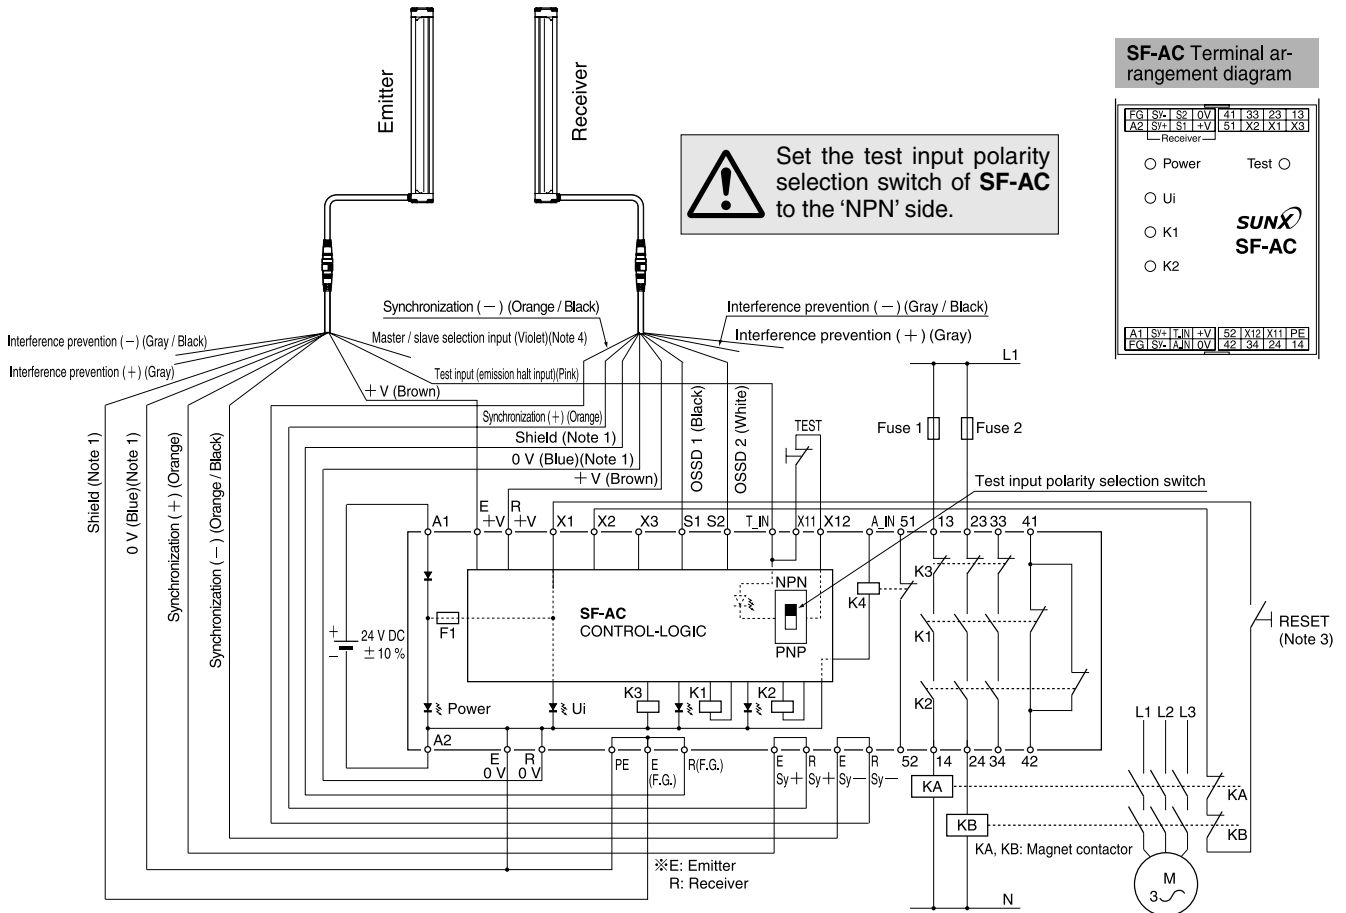 Emitter
Receiver
SF-AC Terminal ar-
rangement diagram
FG Sy- S2 0V 41 33 23 13
A2 Sy+ S1 +V 51 X2 X1 X3
Receiver
Power Test
Ui
K1
K2
SUNX
SF-AC
A1 Sy+ T_IN +V 52 X12 X11 PE
FG Sy- A_IN 0V 42 34 24 14
Set the test input polarity
selection switch of SF-AC
to the ‘NPN’ side.
Synchronization (－) (Orange / Black)
Interference prevention (－) (Gray / Black)
Interference prevention (－) (Gray / Black)
Master / slave selection input (Violet)(Note 4)
Interference prevention (＋) (Gray)
Interference prevention (＋) (Gray)
Test input (emission halt input)(Pink)
＋V (Brown)
Synchronization (＋) (Orange)
Shield (Note 1)
0 V (Blue)(Note 1)
＋V (Brown)
OSSD 1 (Black)
OSSD 2 (White)
Shield (Note 1)
0 V (Blue)(Note 1)
Synchronization (＋) (Orange)
Synchronization (－) (Orange / Black)
L1
Fuse 1 Fuse 2
TEST
Test input polarity selection switch
A1 E +V R +V X1 X2 X3 S1 S2 T_IN X11 X12 A_IN 51 13 23 33 41
NPN
PNP
SF-AC
CONTROL-LOGIC
F1
+
−
24 V DC
±10 %
K4
K3
K1
K2
RESET
(Note 3)
Power
Ui
K3 K1 K2
A2
E 0 V
R 0 V
PE
E (F.G.)
R(F.G.)
E Sy＋
R Sy＋
E Sy－
R Sy－
52 14 24 34 42
L1 L2 L3
KA
KA
KB
KB
KA, KB: Magnet contactor
※E: Emitter
R: Receiver
M
3
N